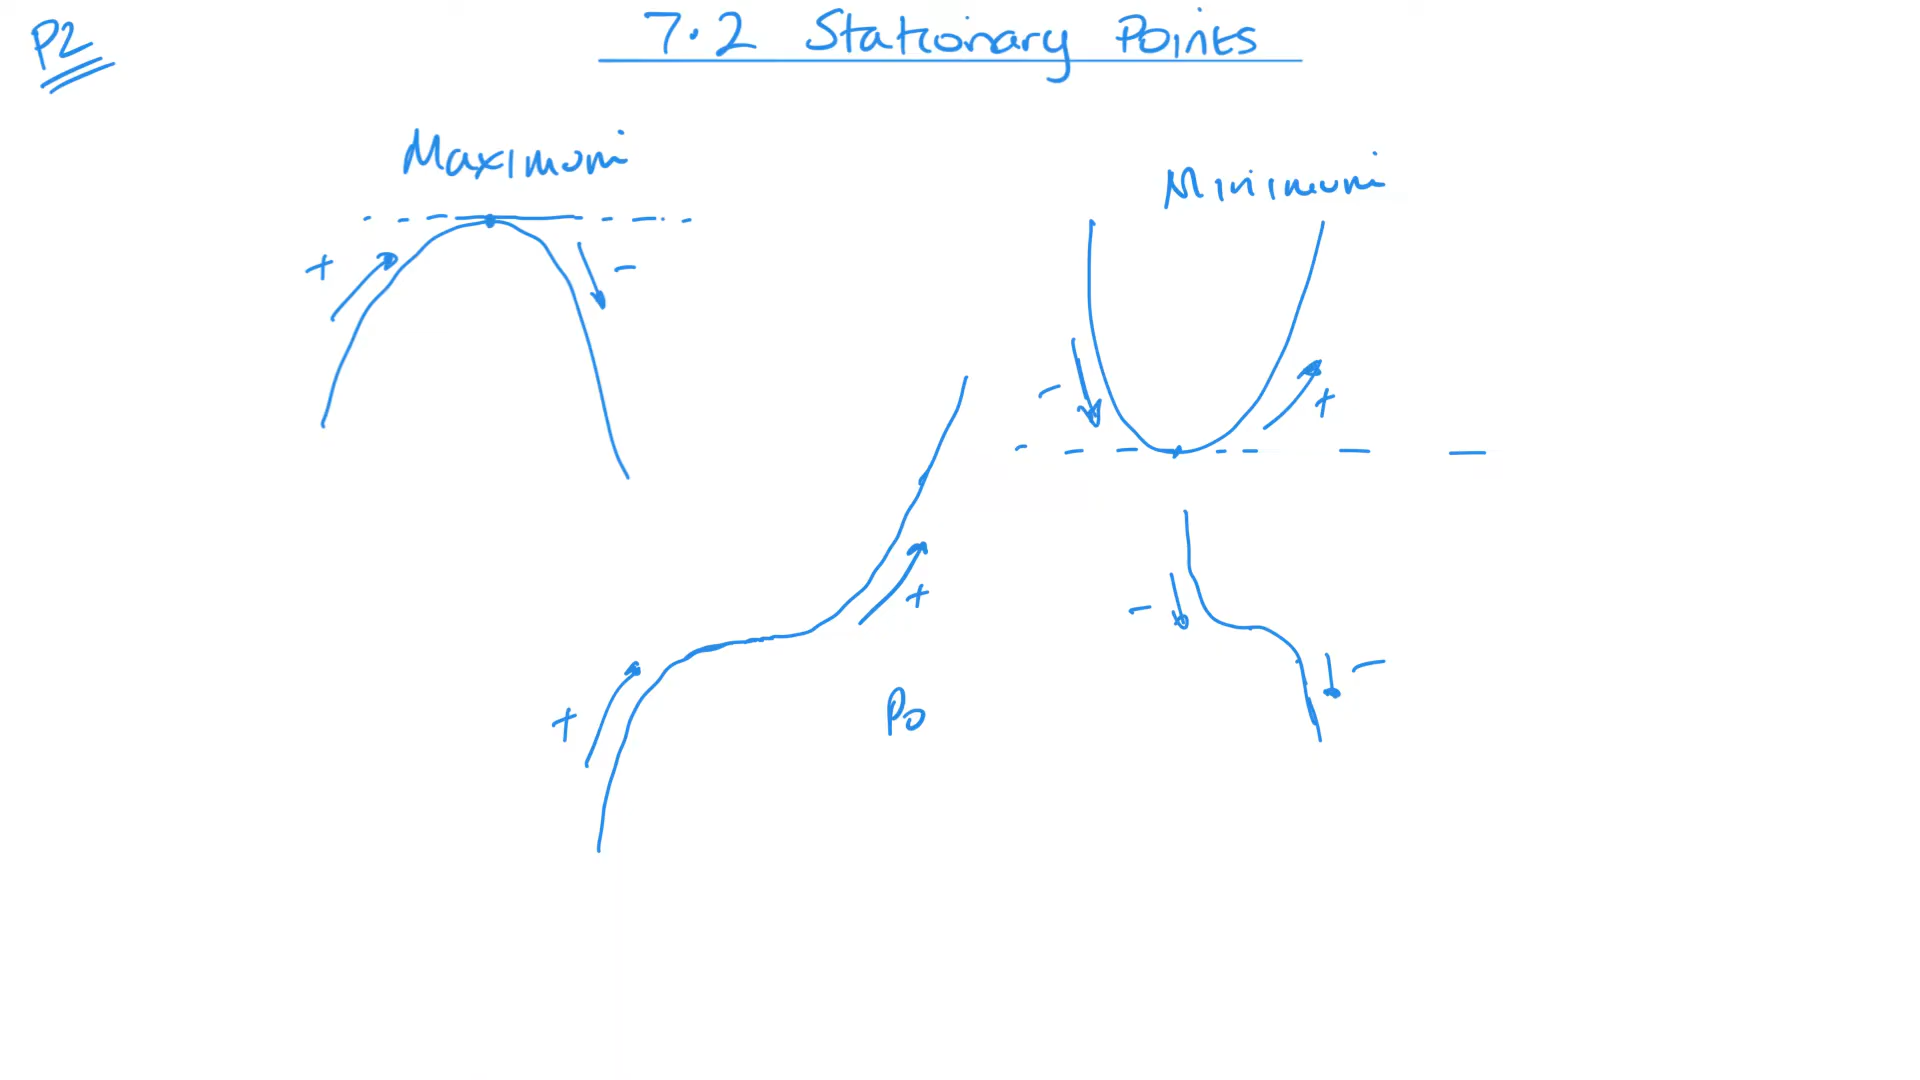 P2
7.2 Stationary Points
Maximum
Minimum
+
-
-
+
+
-
-
+
Po